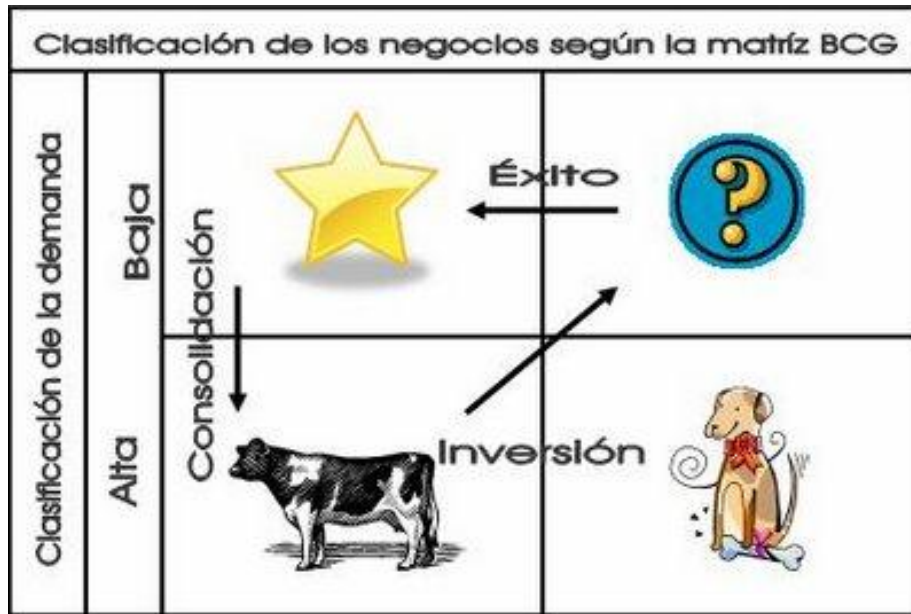 Clasificación de los negocios según la matríz BCG
Clasificación de la demanda
Baja
Alta
Éxito
Consolidación
Inversión
?